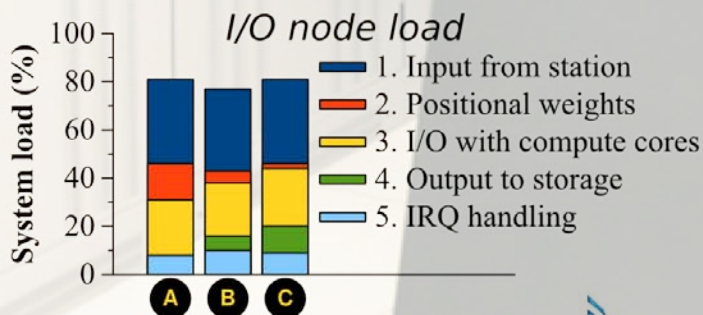 I/O node load
System load (%)
100
80
60
40
20
0
1. Input from station
2. Positional weights
3. I/O with compute cores
4. Output to storage
5. IRQ handling
A B C